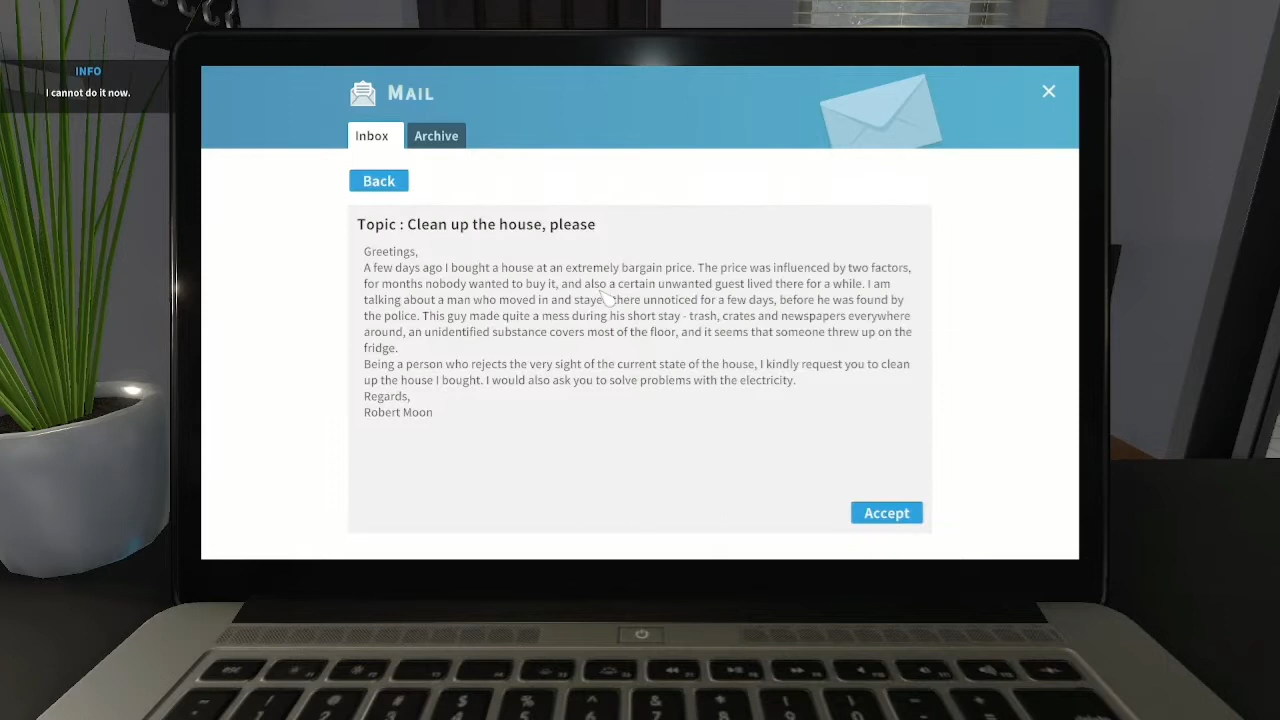 INFO
I cannot do it now.
MAIL
Inbox
Archive
Back
Topic : Clean up the house, please
Greetings,
A few days ago I bought a house at an extremely bargain price. The price was influenced by two factors,
for months nobody wanted to buy it, and also a certain unwanted guest lived there for a while. I am
talking about a man who moved in and stayed there unnoticed for a few days, before he was found by
the police. This guy made quite a mess during his short stay - trash, crates and newspapers everywhere
around, an unidentified substance covers most of the floor, and it seems that someone threw up on the
fridge.
Being a person who rejects the very sight of the current state of the house, I kindly request you to clean
up the house I bought. I would also ask you to solve problems with the electricity.
Regards,
Robert Moon
Accept